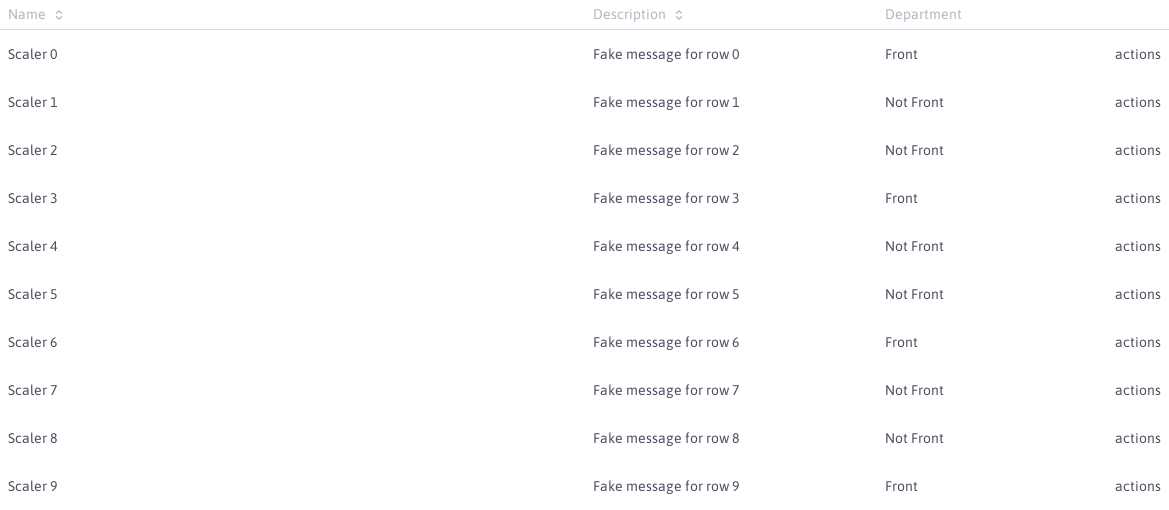 Name Description Department
Scaler 0 Fake message for row 0 Front actions
Scaler 1 Fake message for row 1 Not Front actions
Scaler 2 Fake message for row 2 Not Front actions
Scaler 3 Fake message for row 3 Front actions
Scaler 4 Fake message for row 4 Not Front actions
Scaler 5 Fake message for row 5 Not Front actions
Scaler 6 Fake message for row 6 Front actions
Scaler 7 Fake message for row 7 Not Front actions
Scaler 8 Fake message for row 8 Not Front actions
Scaler 9 Fake message for row 9 Front actions